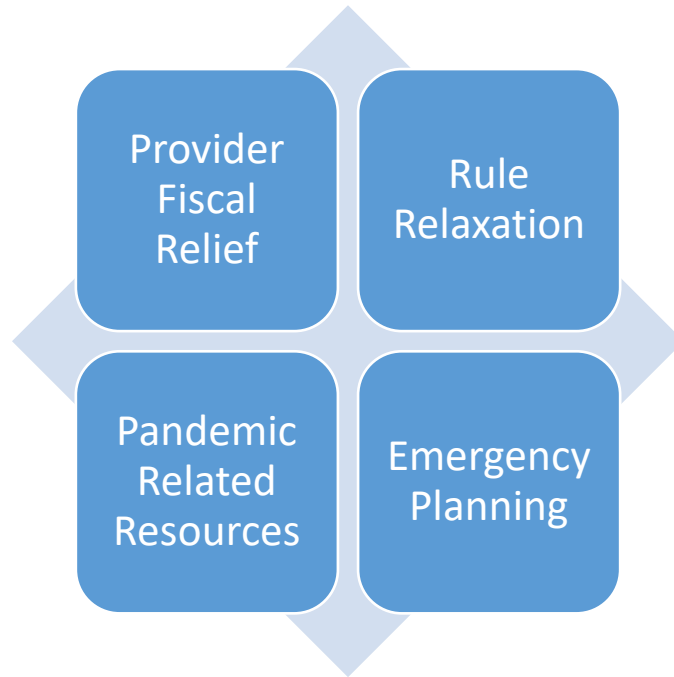 Provider
Fiscal
Relief
Rule
Relaxation
Pandemic
Related
Resources
Emergency
Planning